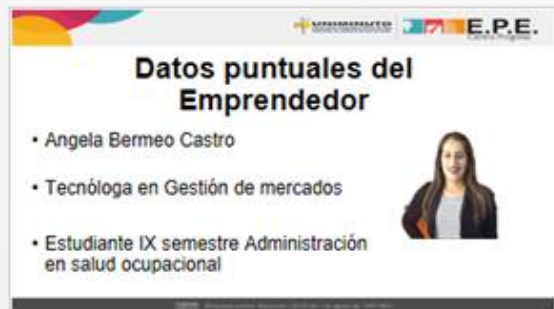 UNIMINUTO
E.P.E.
Datos puntuales del
Emprendedor
• Angela Bermeo Castro
• Tecnóloga en Gestión de mercados
• Estudiante IX semestre Administración
en salud ocupacional